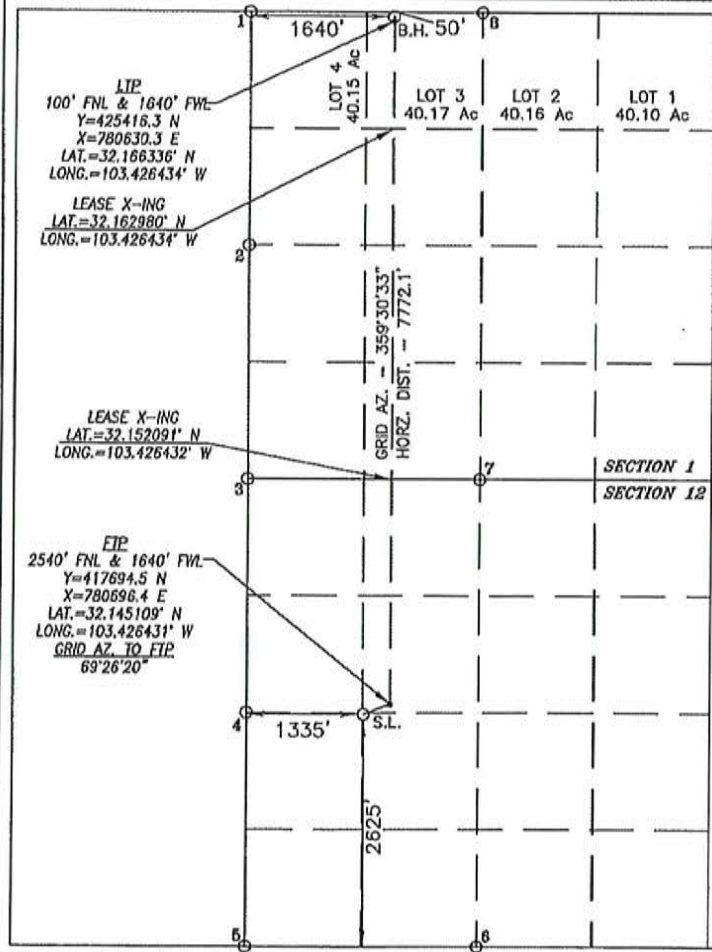 1
1640'
B.H. 50'
8
LTP
100' FNL & 1640' FWL
Y=425416.3 N
X=780630.3 E
LAT.=32.166336° N
LONG.=103.426434° W
LOT 4
40.15 Ac
LOT 3
40.17 Ac
LOT 2
40.16 Ac
LOT 1
40.10 Ac
LEASE X-ING
LAT.=32.162980° N
LONG.=103.426434° W
2
GRID AZ. - 359°30'33"
HORZ. DIST. - 7772.1'
LEASE X-ING
LAT.=32.152091° N
LONG.=103.426432° W
3
7
SECTION 1
SECTION 12
FTP
2540' FNL & 1640' FWL
Y=417694.5 N
X=780696.4 E
LAT.=32.145109° N
LONG.=103.426431° W
GRID AZ. TO FTP
69°26'20"
4
1335'
S.L.
2625'
5
6